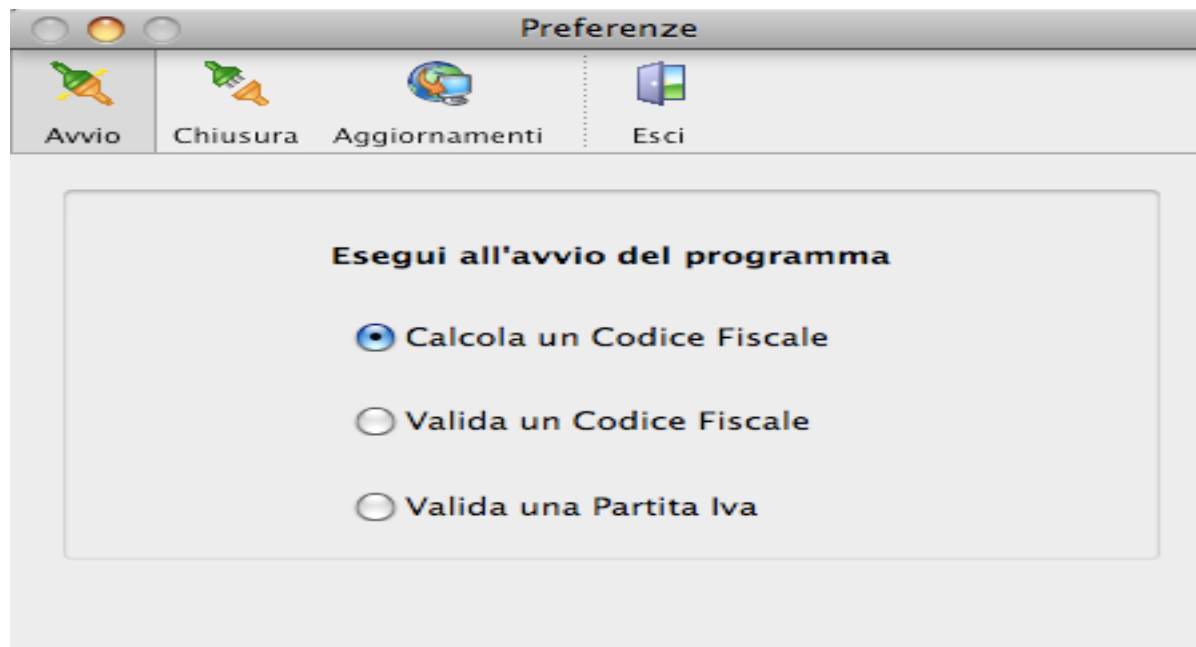 Preferenze
Avvio Chiusura Aggiornamenti Esci
Esegui all'avvio del programma
Calcola un Codice Fiscale
Valida un Codice Fiscale
Valida una Partita Iva